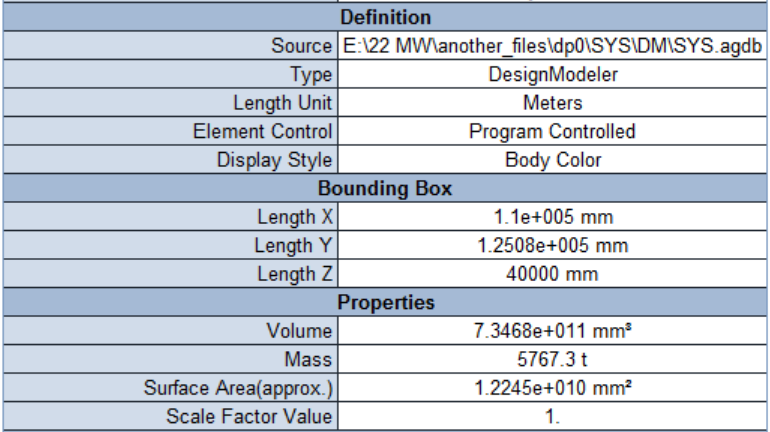 Definition
Source E:\22 MW\another_files\dp0\SYS\DM\SYS.agdb
Type DesignModeler
Length Unit Meters
Element Control Program Controlled
Display Style Body Color
Bounding Box
Length X 1.1e+005 mm
Length Y 1.2508e+005 mm
Length Z 40000 mm
Properties
Volume 7.3468e+011 mm³
Mass 5767.3 t
Surface Area(approx.) 1.2245e+010 mm²
Scale Factor Value 1.